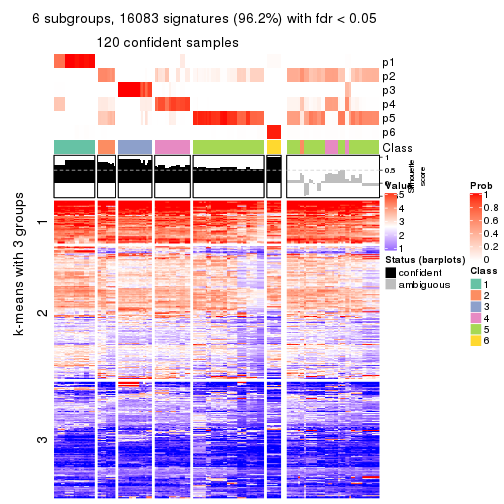 6 subgroups, 16083 signatures (96.2%) with fdr < 0.05
120 confident samples
p1
p2
p3
p4
p5
p6
Class
1
0.5
0
Silhouette
score
k-means with 3 groups
1
2
3
Value
5
4
3
2
1
Status (barplots)
confident
ambiguous
Prob
1
0.8
0.6
0.4
0.2
0
Class
1
2
3
4
5
6